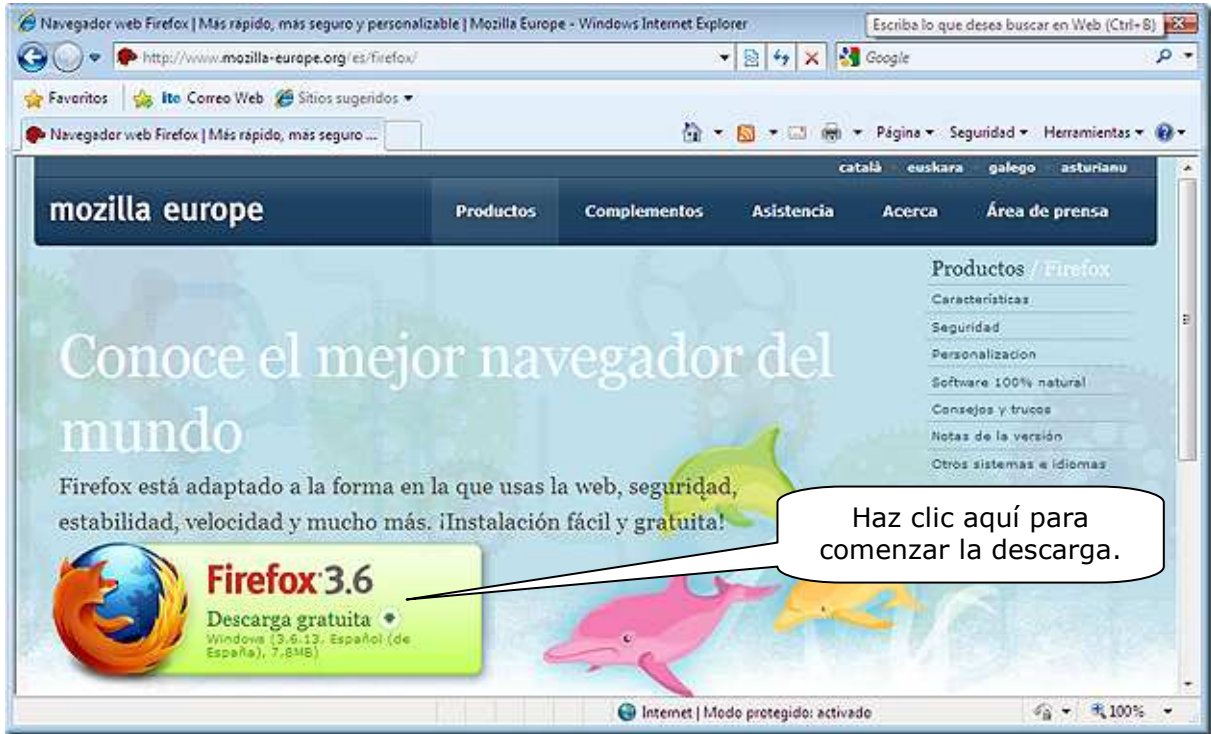 Navegador web Firefox | Más rápido, más seguro y personalizable | Mozilla Europe - Windows Internet Explorer
Escriba lo que desea buscar en Web (Ctrl+B)
http://www.mozilla-europe.org/es/firefox/
Google
Favoritos
ite Correo Web
Sitios sugeridos
Navegador web Firefox | Más rápido, más seguro ...
Página
Seguridad
Herramientas
català euskara galego asturianu
mozilla europe
Productos Complementos Asistencia Acerca Área de prensa
Productos / Firefox
Características
Seguridad
Personalizacion
Software 100% natural
Consejos y trucos
Notas de la versión
Otros sistemas e idiomas
Conoce el mejor navegador del
mundo
Firefox está adaptado a la forma en la que usas la web, seguridad,
estabilidad, velocidad y mucho más. ¡Instalación fácil y gratuita!
Haz clic aquí para
comenzar la descarga.
Firefox 3.6
Descarga gratuita
Windows (3.6.13, Español (de
España), 7.8MB)
Internet | Modo protegido: activado
100%